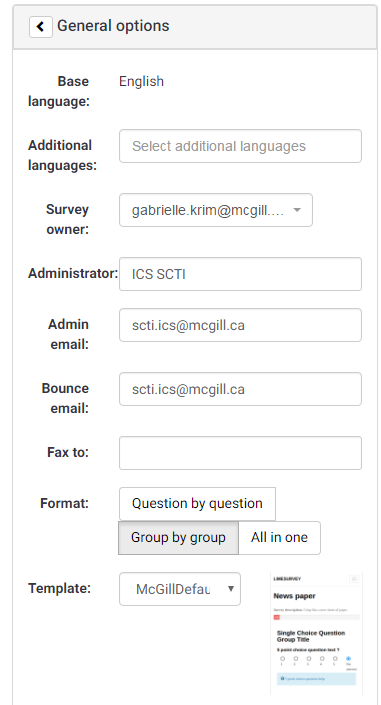 General options
Base language: English
Additional languages: Select additional languages
Survey owner: gabrielle.krim@mcgill....
Administrator: ICS SCTI
Admin email: scti.ics@mcgill.ca
Bounce email: scti.ics@mcgill.ca
Fax to:
Format: Question by question
Group by group All in one
Template: McGillDefau
LIMESURVEY
News paper
Single Choice Question
Group Title
5 point choice question text ?
1 2 3 4 5 No
answer